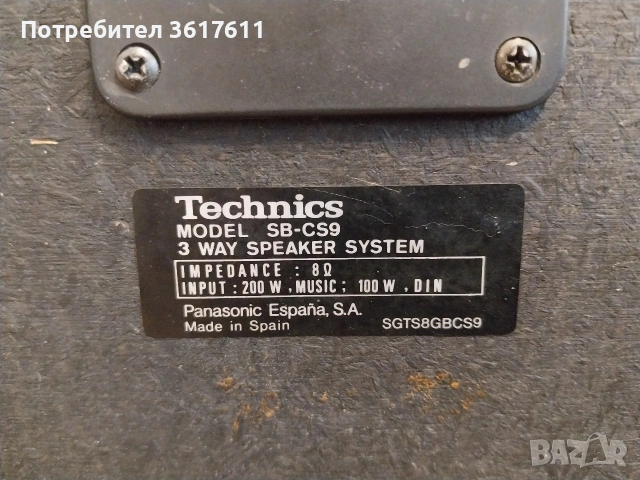 Потребител 3617611
Technics
MODEL SB-CS9
3 WAY SPEAKER SYSTEM
IMPEDANCE : 8Ω
INPUT : 200 W , MUSIC ; 100 W , DIN
Panasonic España, S.A.
Made in Spain SGTS8GBCS9
BAZAR